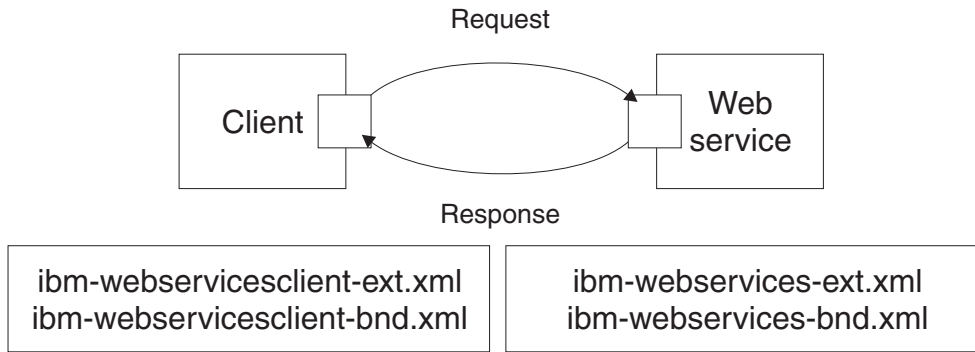 Request
Client
Web
service
Response
ibm-webservicesclient-ext.xml
ibm-webservicesclient-bnd.xml
ibm-webservices-ext.xml
ibm-webservices-bnd.xml